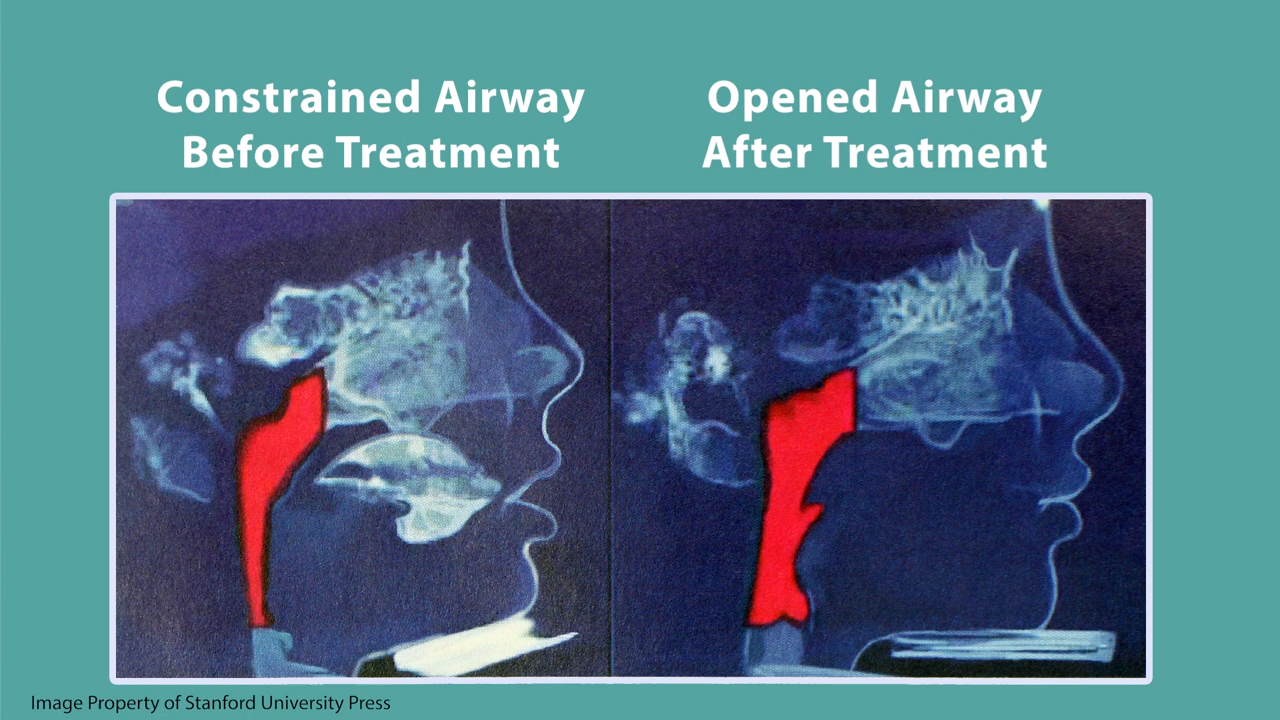 Constrained Airway
Before Treatment
Opened Airway
After Treatment
Image Property of Stanford University Press